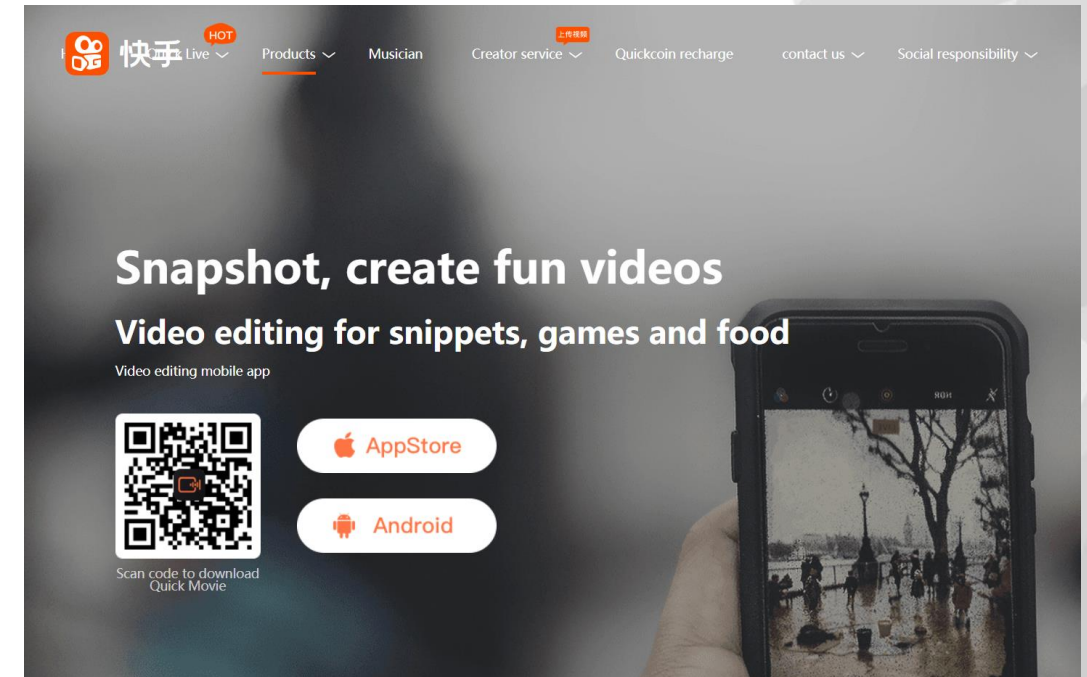 HOT
上传视频
快手
Live
Products
Musician
Creator service
Quickcoin recharge
contact us
Social responsibility
Snapshot, create fun videos
Video editing for snippets, games and food
Video editing mobile app
AppStore
Android
Scan code to download
Quick Movie